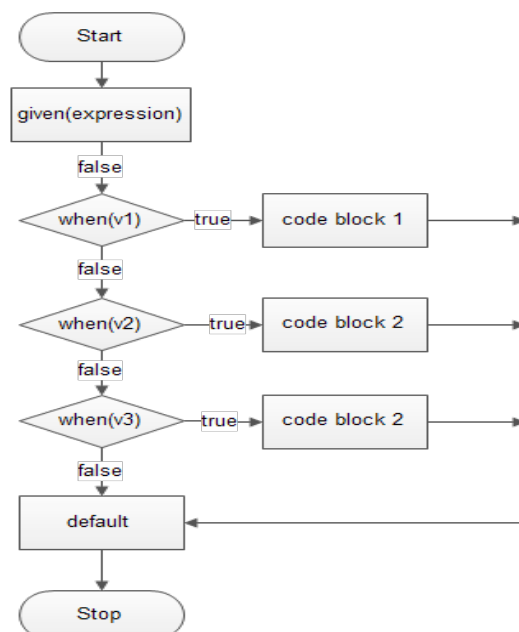 Start
given(expression)
false
when(v1)
true
code block 1
false
when(v2)
true
code block 2
false
when(v3)
true
code block 2
false
default
Stop